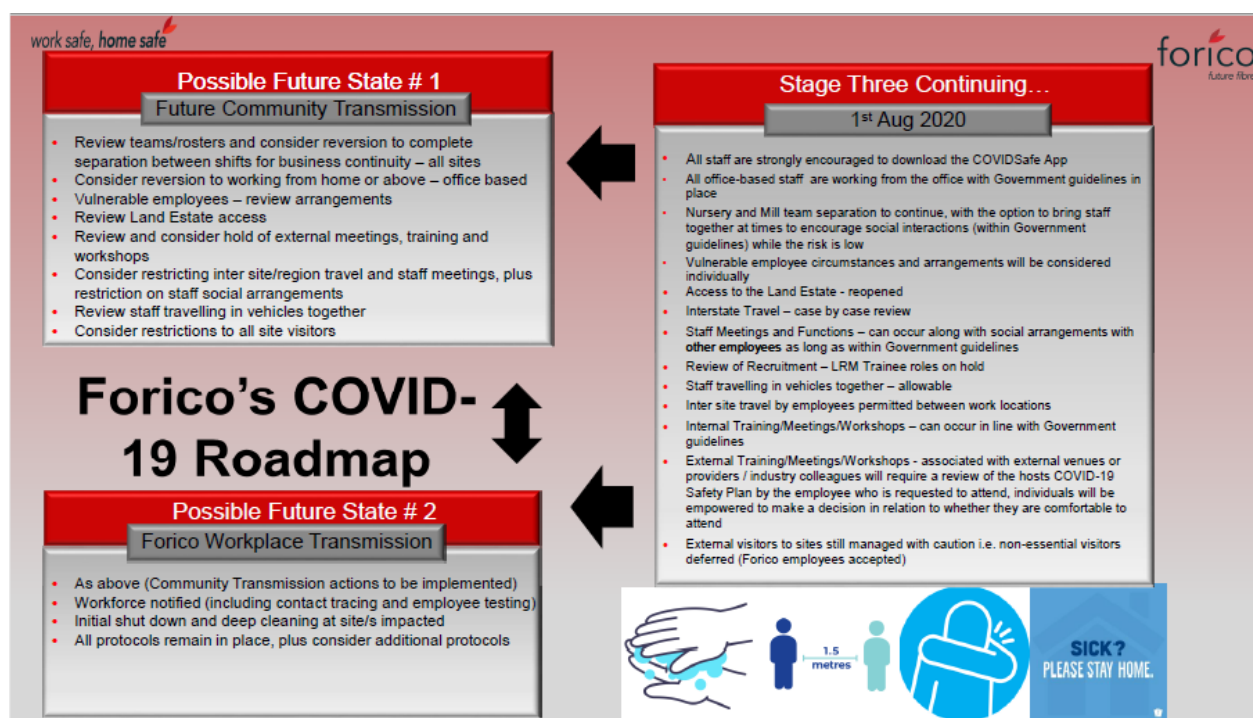 work safe, home safe
forico
future fibre
Possible Future State # 1
Future Community Transmission
• Review teams/rosters and consider reversion to complete
separation between shifts for business continuity – all sites
• Consider reversion to working from home or above – office based
• Vulnerable employees – review arrangements
• Review Land Estate access
• Review and consider hold of external meetings, training and
workshops
• Consider restricting inter site/region travel and staff meetings, plus
restriction on staff social arrangements
• Review staff travelling in vehicles together
• Consider restrictions to all site visitors
Forico's COVID-
19 Roadmap
Possible Future State # 2
Forico Workplace Transmission
• As above (Community Transmission actions to be implemented)
• Workforce notified (including contact tracing and employee testing)
• Initial shut down and deep cleaning at site/s impacted
• All protocols remain in place, plus consider additional protocols
Stage Three Continuing…
1st Aug 2020
• All staff are strongly encouraged to download the COVIDSafe App
• All office-based staff are working from the office with Government guidelines in
place
• Nursery and Mill team separation to continue, with the option to bring staff
together at times to encourage social interactions (within Government
guidelines) while the risk is low
• Vulnerable employee circumstances and arrangements will be considered
individually
• Access to the Land Estate - reopened
• Interstate Travel – case by case review
• Staff Meetings and Functions – can occur along with social arrangements with
other employees as long as within Government guidelines
• Review of Recruitment – LRM Trainee roles on hold
• Staff travelling in vehicles together – allowable
• Inter site travel by employees permitted between work locations
• Internal Training/Meetings/Workshops – can occur in line with Government
guidelines
• External Training/Meetings/Workshops - associated with external venues or
providers / industry colleagues will require a review of the hosts COVID-19
Safety Plan by the employee who is requested to attend, individuals will be
empowered to make a decision in relation to whether they are comfortable to
attend
• External visitors to sites still managed with caution i.e. non-essential visitors
deferred (Forico employees accepted)
1.5
metres
SICK?
PLEASE STAY HOME.